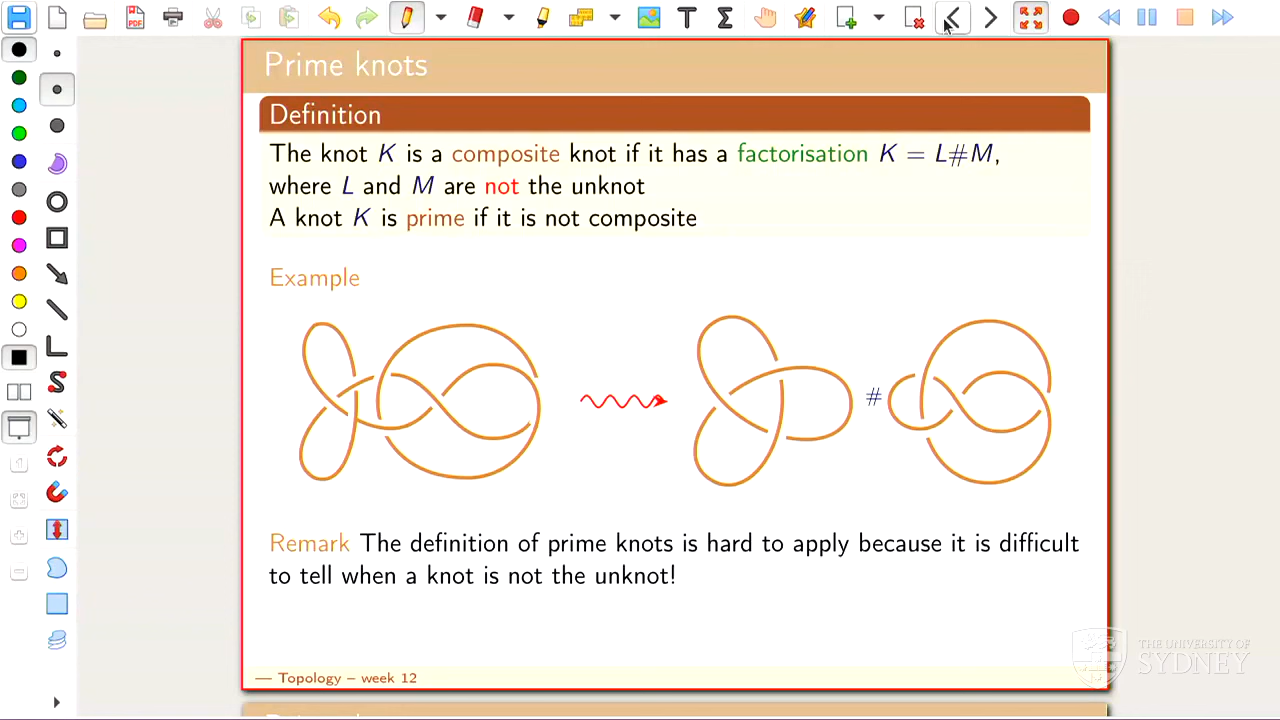 Prime knots
Definition
The knot K is a composite knot if it has a factorisation K = L#M,
where L and M are not the unknot
A knot K is prime if it is not composite
Example
#
Remark The definition of prime knots is hard to apply because it is difficult
to tell when a knot is not the unknot!
THE UNIVERSITY OF
SYDNEY
— Topology – week 12